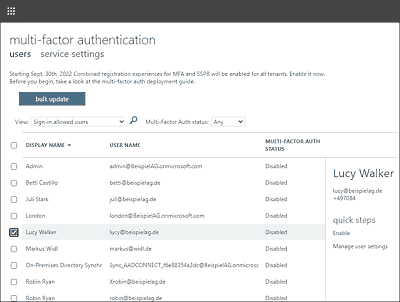 multi-factor authentication
users service settings
Starting Sept. 30th, 2022 Combined registration experiences for MFA and SSPR will be enabled for all tenants. Enable it now.
Before you begin, take a look at the multi-factor auth deployment guide.
bulk update
View: Sign-in allowed users Multi-Factor Auth status: Any
DISPLAY NAME USER NAME MULTI-FACTOR AUTH STATUS
Admin admin@BeispielAG.onmicrosoft.com Disabled
Betti Castillo betti@beispielag.de Disabled
Juli Stark juli@beispielag.de Disabled
London london@BeispielAG.onmicrosoft.com Disabled
Lucy Walker lucy@beispielag.de Disabled
Markus Widl markus@widl.de Disabled
On-Premises Directory Synchr Sync_AADCONNECT_f6e88354a3dc@BeispielAG.onmicrosc Disabled
Robin Ryan Xrobin@beispielag.de Disabled
Robin Ryan robin@beispielag.de Disabled
Lucy Walker
lucy@beispielag.de
+497084
quick steps
Enable
Manage user settings